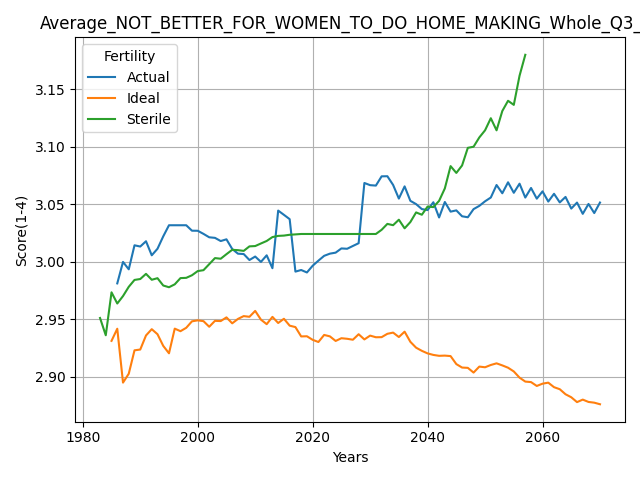 Average_NOT_BETTER_FOR_WOMEN_TO_DO_HOME_MAKING_Whole_Q3_
Fertility
Actual
Ideal
Sterile
3.15
3.10
3.05
3.00
2.95
2.90
Score(1-4)
1980 2000 2020 2040 2060
Years